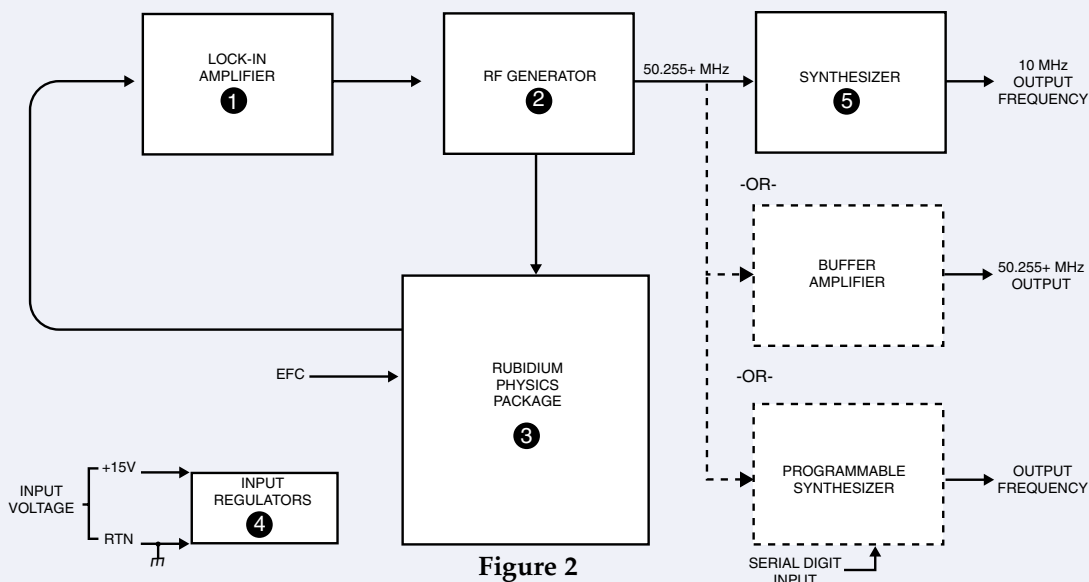 LOCK-IN
AMPLIFIER
1
RF GENERATOR
2
50.255+ MHz
SYNTHESIZER
5
10 MHz
OUTPUT
FREQUENCY
-OR-
BUFFER
AMPLIFIER
50.255+ MHz
OUTPUT
EFC
RUBIDIUM
PHYSICS
PACKAGE
3
-OR-
PROGRAMMABLE
SYNTHESIZER
OUTPUT
FREQUENCY
SERIAL DIGIT
INPUT
INPUT
VOLTAGE
+15V
RTN
INPUT
REGULATORS
4
Figure 2